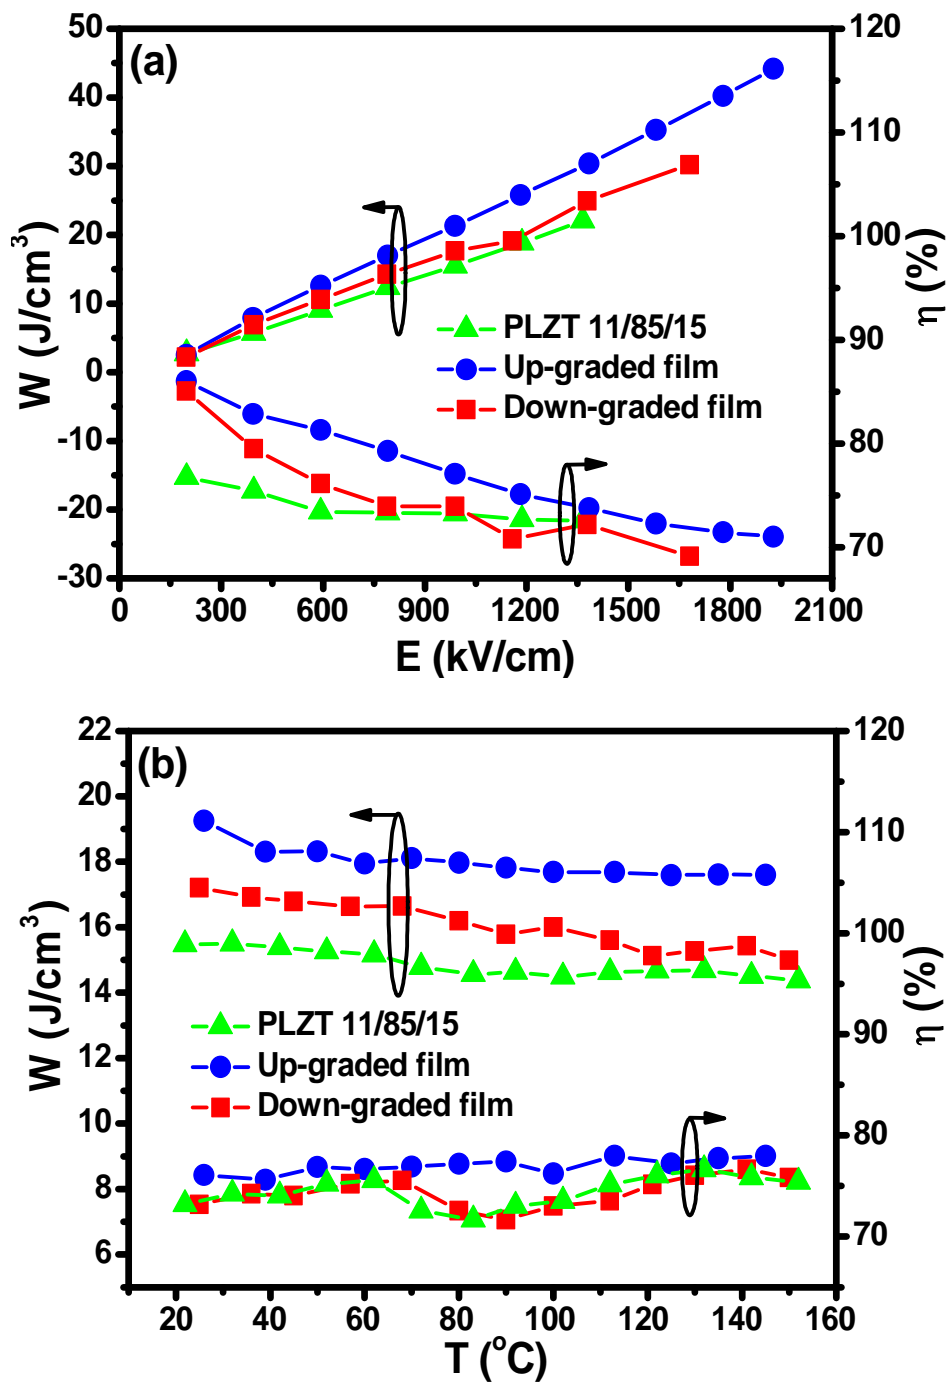 (a)
50
40
30
20
10
0
-10
-20
-30
W (J/cm³)
120
110
100
90
80
70
η (%)
PLZT 11/85/15
Up-graded film
Down-graded film
0 300 600 900 1200 1500 1800 2100
E (kV/cm)
(b)
22
20
18
16
14
12
10
8
6
W (J/cm³)
120
110
100
90
80
70
η (%)
PLZT 11/85/15
Up-graded film
Down-graded film
20 40 60 80 100 120 140 160
T (°C)